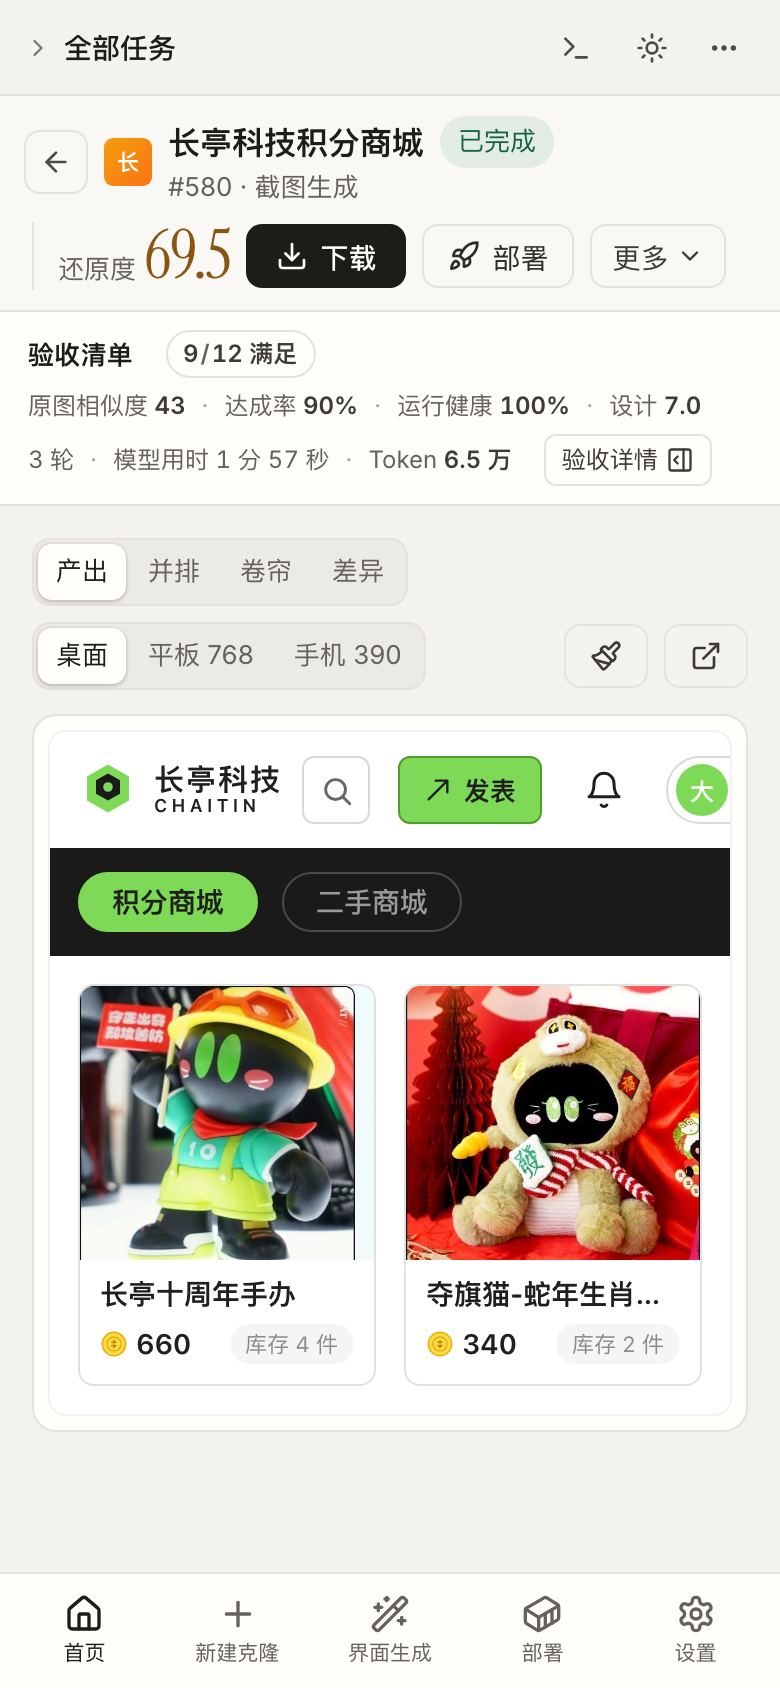 全部任务
长
长亭科技积分商城
已完成
#580 · 截图生成
还原度 69.5
下载
部署
更多
验收清单
9/12 满足
原图相似度 43 · 达成率 90% · 运行健康 100% · 设计 7.0
3 轮 · 模型用时 1 分 57 秒 · Token 6.5 万
验收详情
产出 并排 卷帘 差异
桌面 平板 768 手机 390
长亭科技
CHAITIN
发表
大
积分商城 二手商城
10
福
發
长亭十周年手办
660 库存 4 件
夺旗猫-蛇年生肖...
340 库存 2 件
首页 新建克隆 界面生成 部署 设置